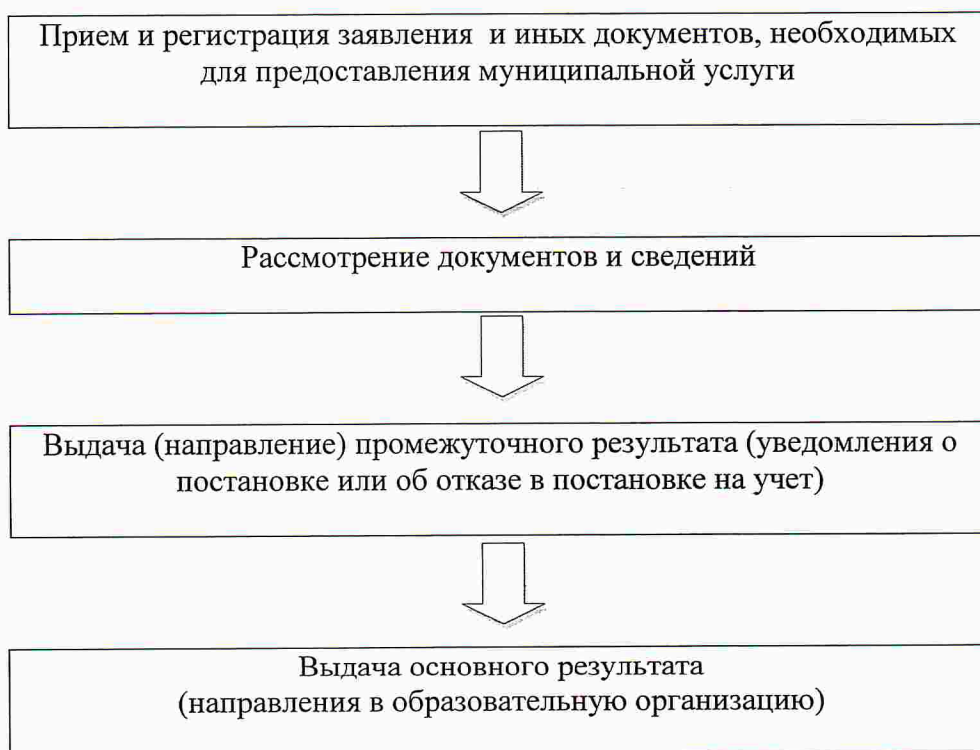 Прием и регистрация заявления и иных документов, необходимых
для предоставления муниципальной услуги
Рассмотрение документов и сведений
Выдача (направление) промежуточного результата (уведомления о
постановке или об отказе в постановке на учет)
Выдача основного результата
(направления в образовательную организацию)